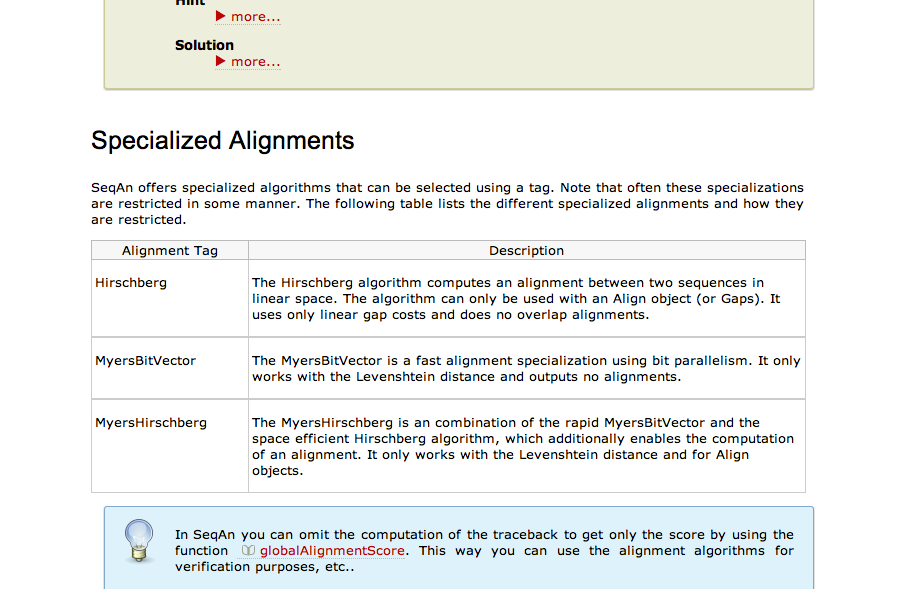 Hint
more...
Solution
more...
Specialized Alignments
SeqAn offers specialized algorithms that can be selected using a tag. Note that often these specializations
are restricted in some manner. The following table lists the different specialized alignments and how they
are restricted.
Alignment Tag Description
Hirschberg The Hirschberg algorithm computes an alignment between two sequences in
linear space. The algorithm can only be used with an Align object (or Gaps). It
uses only linear gap costs and does no overlap alignments.
MyersBitVector The MyersBitVector is a fast alignment specialization using bit parallelism. It only
works with the Levenshtein distance and outputs no alignments.
MyersHirschberg The MyersHirschberg is an combination of the rapid MyersBitVector and the
space efficient Hirschberg algorithm, which additionally enables the computation
of an alignment. It only works with the Levenshtein distance and for Align
objects.
In SeqAn you can omit the computation of the traceback to get only the score by using the
function globalAlignmentScore. This way you can use the alignment algorithms for
verification purposes, etc..